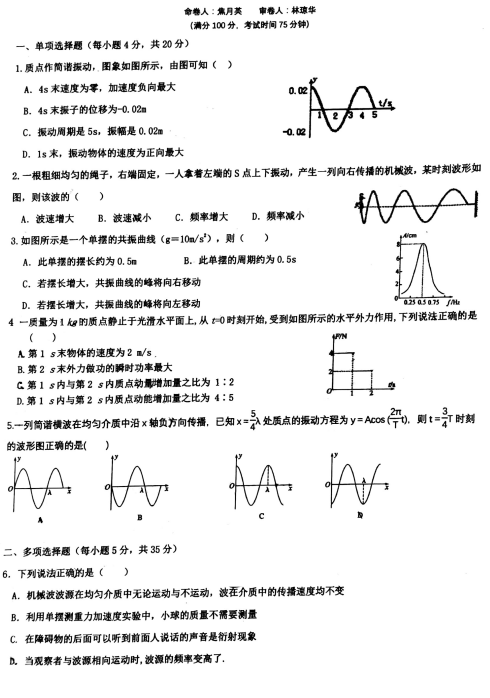 命卷人：焦月英 审卷人：林琼华
(满分100分．考试时间75分钟)
一、单项选择题（每小题4分，共20分）
1.质点作简谐振动，图象如图所示，由图可知（ ）
A．4s末速度为零，加速度负向最大
B．4s末振子的位移为-0.02m
C．振动周期是5s，振幅是0.02m
D．1s末，振动物体的速度为正向最大
y
0.02
-0.02
1 2 3 4 5
t/s
2.一根粗细均匀的绳子，右端固定，一人拿着左端的S点上下振动，产生一列向右传播的机械波，某时刻波形如
图，则该波的（ ）
A．波速增大 B．波速减小 C．频率增大 D．频率减小
3.如图所示是一个单摆的共振曲线（g＝10m/s²），则（ ）
A．此单摆的摆长约为0.5m B．此单摆的周期约为0.5s
C．若摆长增大，共振曲线的峰将向右移动
D．若摆长增大，共振曲线的峰将向左移动
A/cm
8
6
4
2
0 0.25 0.5 0.75 f/Hz
4 一质量为1 kg的质点静止于光滑水平面上,从 t=0时刻开始,受到如图所示的水平外力作用,下列说法正确的是
（ ）
A.第 1 s末物体的速度为2 m/s
B.第 2 s末外力做功的瞬时功率最大
C.第 1 s内与第 2 s内质点动量增加量之比为 1∶2
D.第 1 s内与第 2 s内质点动能增加量之比为 4∶5
F/N
4
2
0 1 2 t/s
5.一列简谐横波在均匀介质中沿x轴负方向传播，已知x=5/4λ处质点的振动方程为y=Acos(2π/T t)，则t=3/4T时刻
的波形图正确的是( )
y y y y
O λ x O λ x O λ x O λ x
A B C D
二、多项选择题（每小题5分，共35分）
6．下列说法正确的是（ ）
A．机械波波源在均匀介质中无论运动与不运动，波在介质中的传播速度均不变
B．利用单摆测重力加速度实验中，小球的质量不需要测量
C．在障碍物的后面可以听到前面人说话的声音是衍射现象
D．当观察者与波源相向运动时,波源的频率变高了.